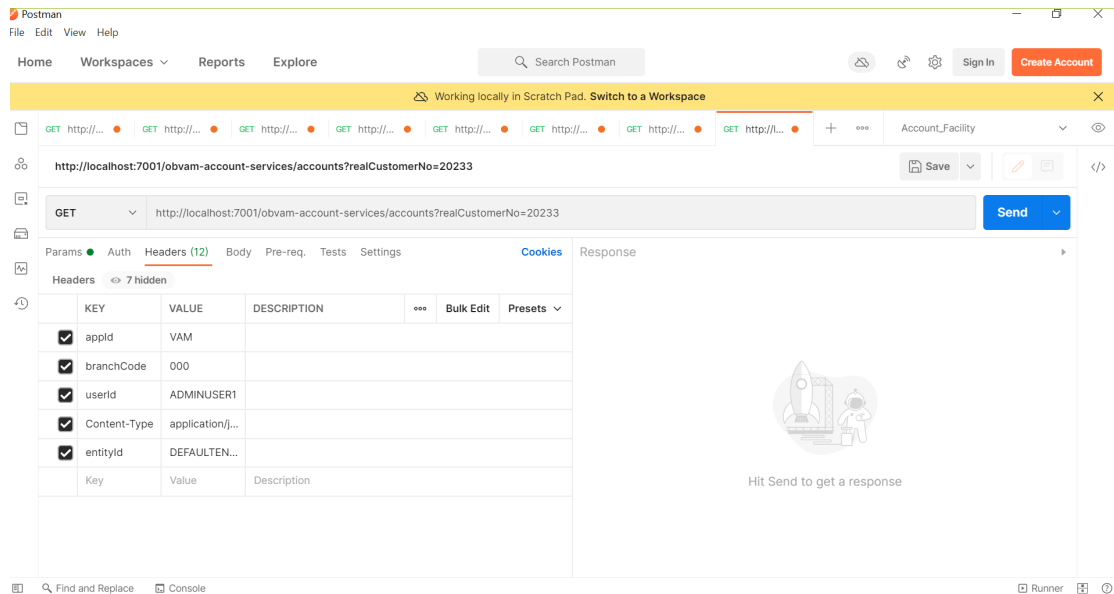 Postman
File Edit View Help
Home Workspaces Reports Explore Search Postman Sign In Create Account
Working locally in Scratch Pad. Switch to a Workspace
GET http://... GET http://... GET http://... GET http://... GET http://... GET http://... GET http://... GET http://l... Account_Facility
http://localhost:7001/obvam-account-services/accounts?realCustomerNo=20233 Save
GET http://localhost:7001/obvam-account-services/accounts?realCustomerNo=20233 Send
Params Auth Headers (12) Body Pre-req. Tests Settings Cookies Response
Headers 7 hidden
KEY VALUE DESCRIPTION Bulk Edit Presets
appId VAM
branchCode 000
userId ADMINUSER1
Content-Type application/j...
entityId DEFAULTEN...
Key Value Description
Hit Send to get a response
Find and Replace Console Runner